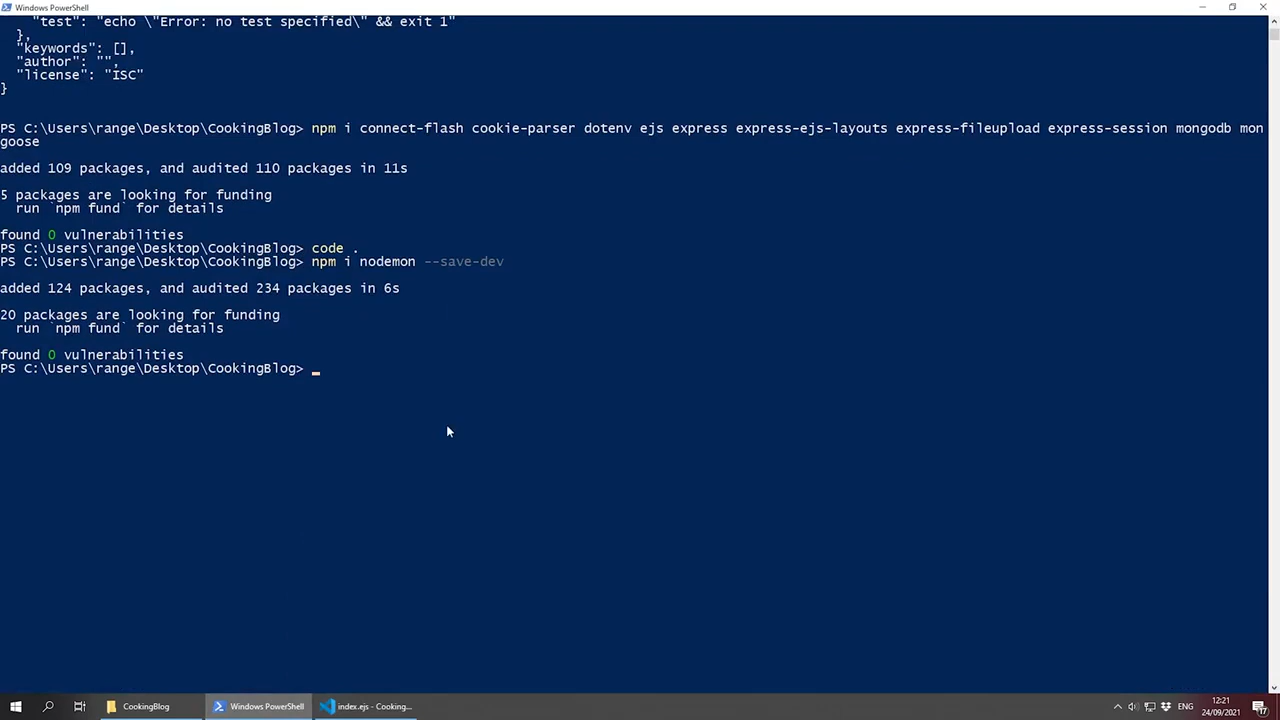 Windows PowerShell
"test": "echo \"Error: no test specified\" && exit 1"
},
"keywords": [],
"author": "",
"license": "ISC"
}
PS C:\Users\range\Desktop\CookingBlog> npm i connect-flash cookie-parser dotenv ejs express express-ejs-layouts express-fileupload express-session mongodb mon
goose
added 109 packages, and audited 110 packages in 11s
5 packages are looking for funding
run `npm fund` for details
found 0 vulnerabilities
PS C:\Users\range\Desktop\CookingBlog> code .
PS C:\Users\range\Desktop\CookingBlog> npm i nodemon --save-dev
added 124 packages, and audited 234 packages in 6s
20 packages are looking for funding
run `npm fund` for details
found 0 vulnerabilities
PS C:\Users\range\Desktop\CookingBlog> _
CookingBlog
Windows PowerShell
index.ejs - Cooking...
ENG
12:21
24/09/2021
17